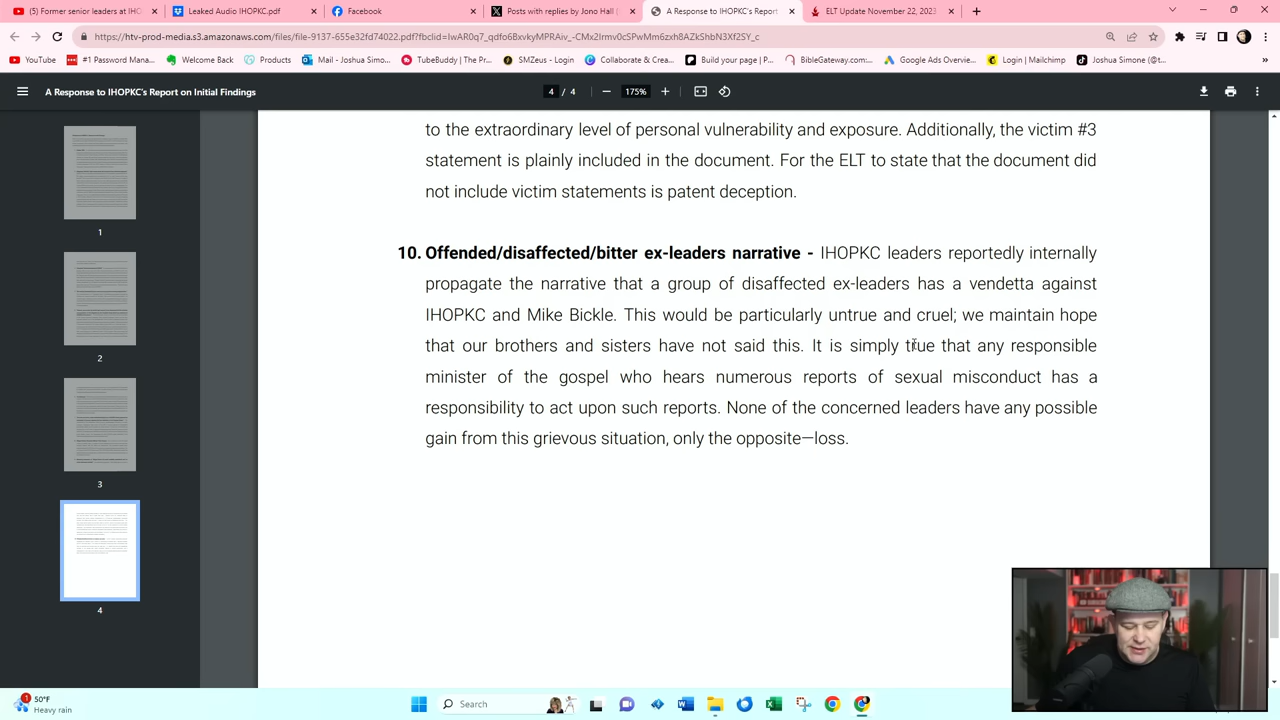 (5) Former senior leaders at IHO
Leaked Audio IHOPKC.pdf
Facebook
Posts with replies by Jono Hall (
A Response to IHOPKC's Report
ELT Update November 22, 2023
https://htv-prod-media.s3.amazonaws.com/files/file-9137-655e32fd74022.pdf?fbclid=IwAR0q7_qdfo6BxvkyMPRAiv_-CMx2Irmv0cSPwMm6zxh8AZkShbN3Xf2SY_c
YouTube
#1 Password Mana...
Welcome Back
Products
Mail - Joshua Simo...
TubeBuddy | The Pr...
SMZeus - Login
Collaborate & Crea...
Build your page | P...
BibleGateway.com:...
Google Ads Overvie...
Login | Mailchimp
Joshua Simone (@t...
A Response to IHOPKC's Report on Initial Findings
4 / 4
175%
to the extraordinary level of personal vulnerability and exposure. Additionally, the victim #3
statement is plainly included in the document. For the ELT to state that the document did
not include victim statements is patent deception.
10. Offended/disaffected/bitter ex-leaders narrative - IHOPKC leaders reportedly internally
propagate the narrative that a group of disaffected ex-leaders has a vendetta against
IHOPKC and Mike Bickle. This would be particularly untrue and cruel; we maintain hope
that our brothers and sisters have not said this. It is simply true that any responsible
minister of the gospel who hears numerous reports of sexual misconduct has a
responsibility to act upon such reports. None of the concerned leaders have any possible
gain from this grievous situation, only the opposite—loss.
1
2
3
4
1
50°F
Heavy rain
Search